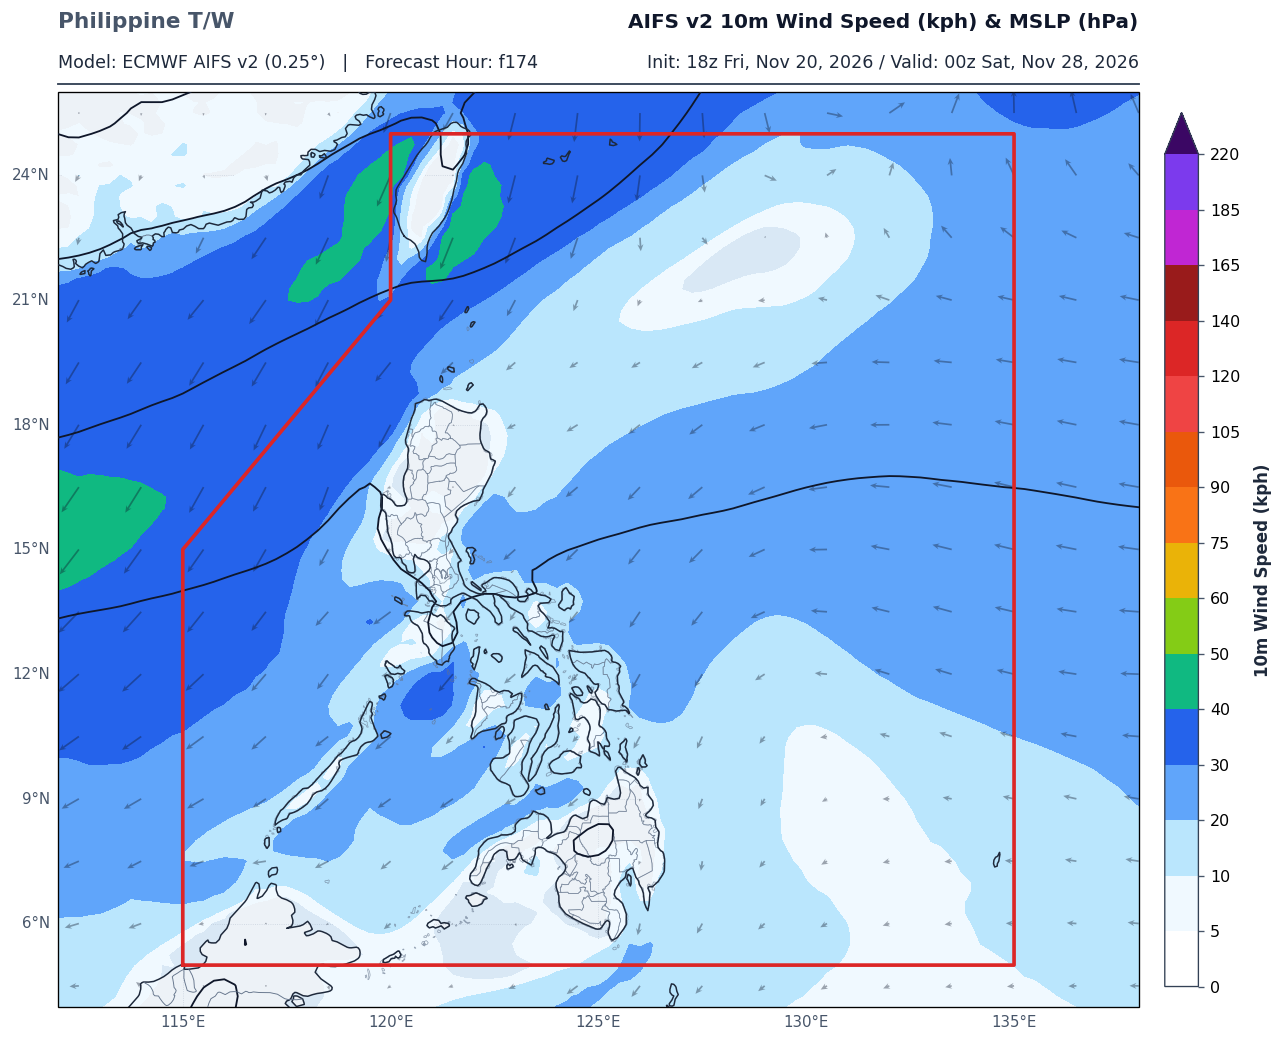 Philippine T/W
AIFS v2 10m Wind Speed (kph) & MSLP (hPa)
Model: ECMWF AIFS v2 (0.25°) | Forecast Hour: f174
Init: 18z Fri, Nov 20, 2026 / Valid: 00z Sat, Nov 28, 2026
24°N
21°N
18°N
15°N
12°N
9°N
6°N
115°E
120°E
125°E
130°E
135°E
220
185
165
140
120
105
90
75
60
50
40
30
20
10
5
0
10m Wind Speed (kph)